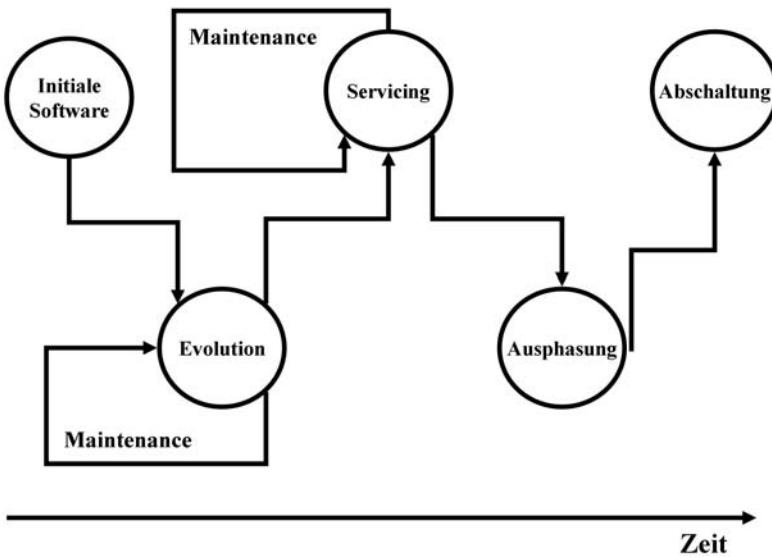 Maintenance
Initiale
Software
Servicing
Abschaltung
Evolution
Ausphasung
Maintenance
Zeit